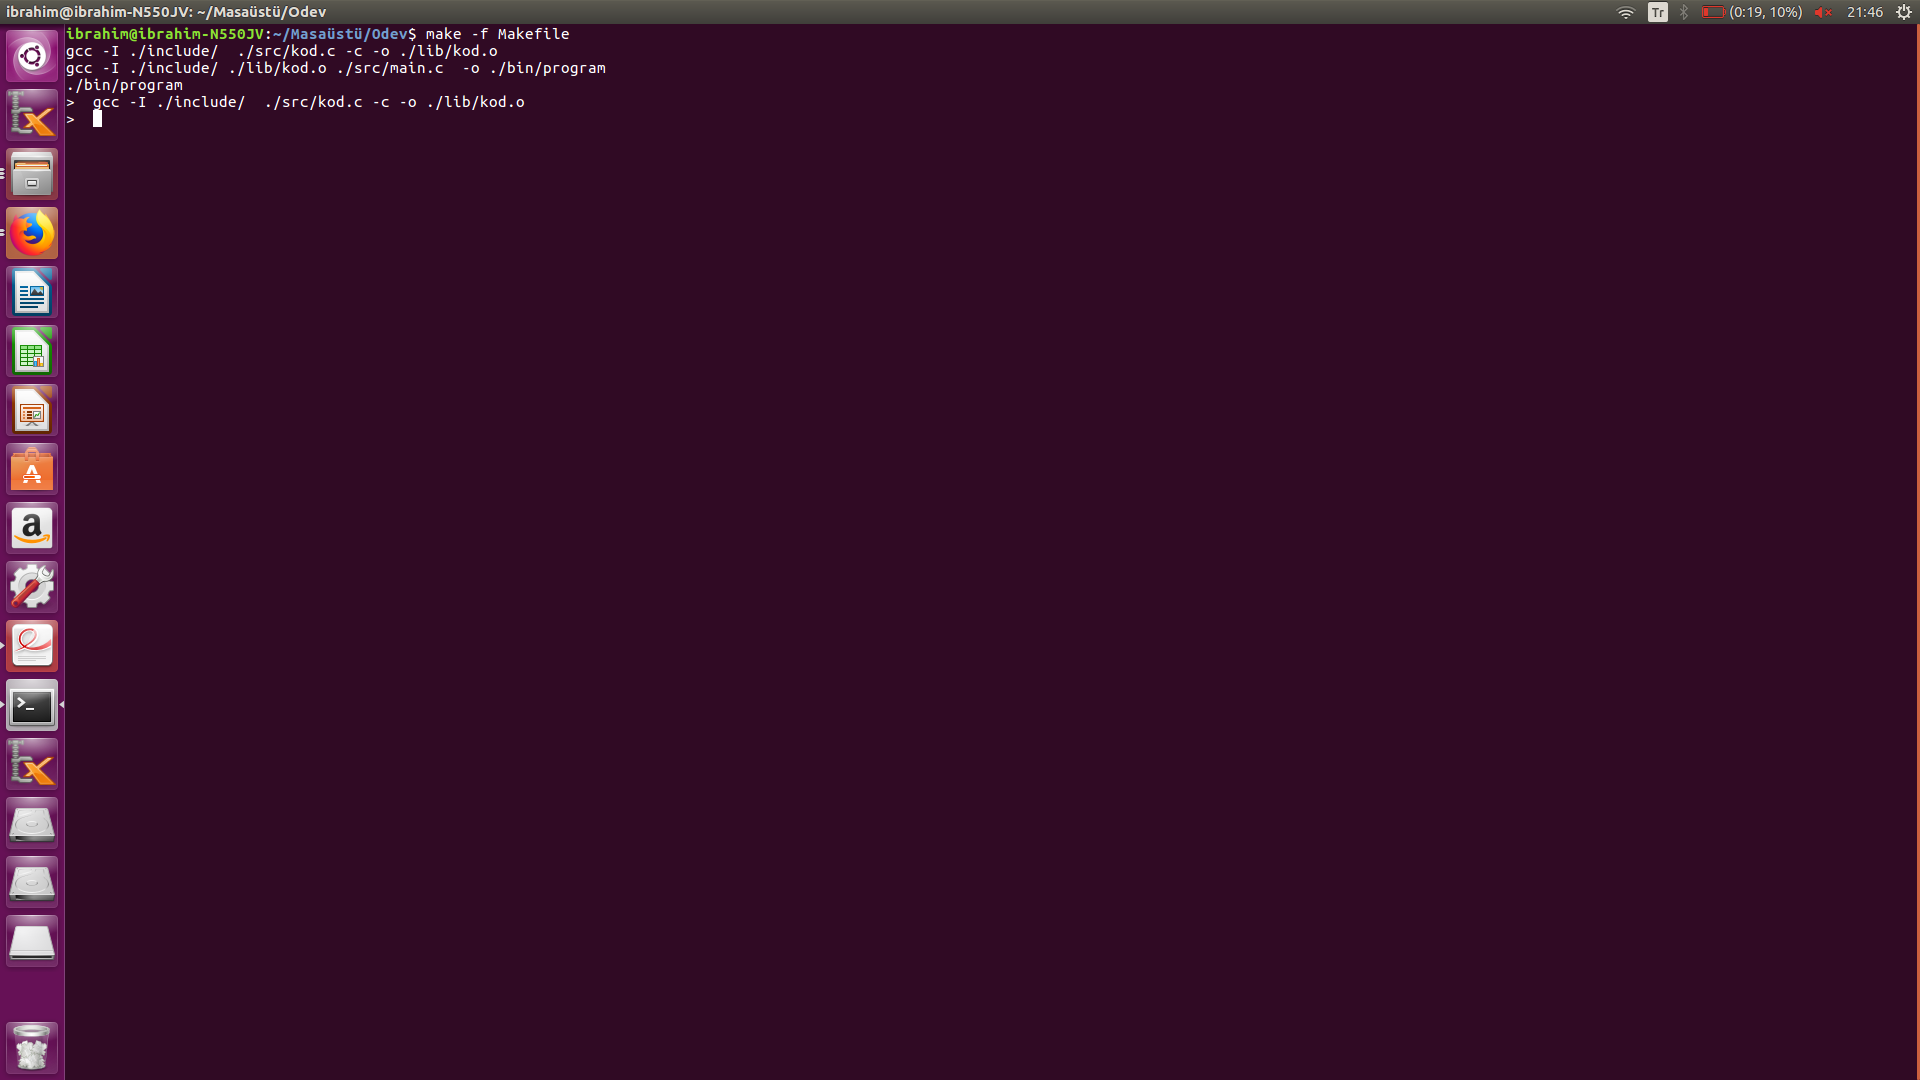 ibrahim@ibrahim-N550JV: ~/Masaüstü/Odev
Tr
(0:19, 10%)
21:46
ibrahim@ibrahim-N550JV:~/Masaüstü/Odev$ make -f Makefile
gcc -I ./include/  ./src/kod.c -c -o ./lib/kod.o
gcc -I ./include/ ./lib/kod.o ./src/main.c  -o ./bin/program
./bin/program
>  gcc -I ./include/  ./src/kod.c -c -o ./lib/kod.o
>